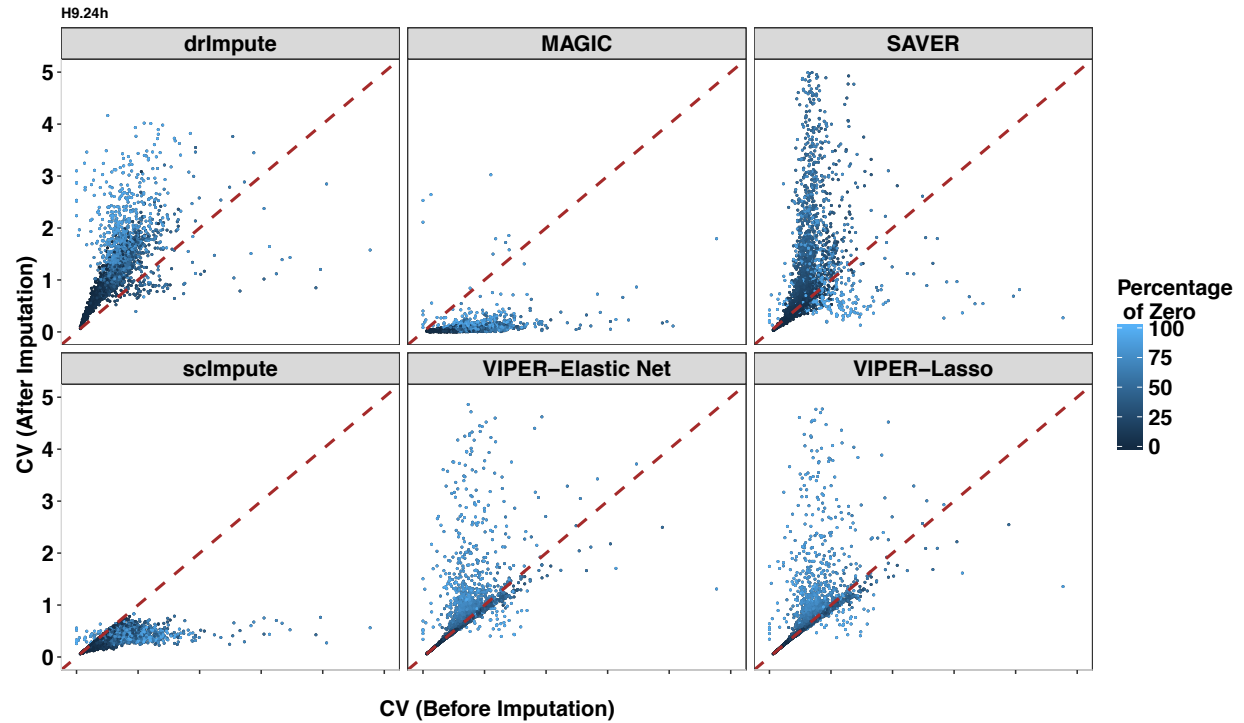 H9.24h
drImpute
MAGIC
SAVER
5
4
3
2
1
0
scImpute
VIPER−Elastic Net
VIPER−Lasso
5
4
3
2
1
0
CV (After Imputation)
CV (Before Imputation)
Percentage
of Zero
100
75
50
25
0